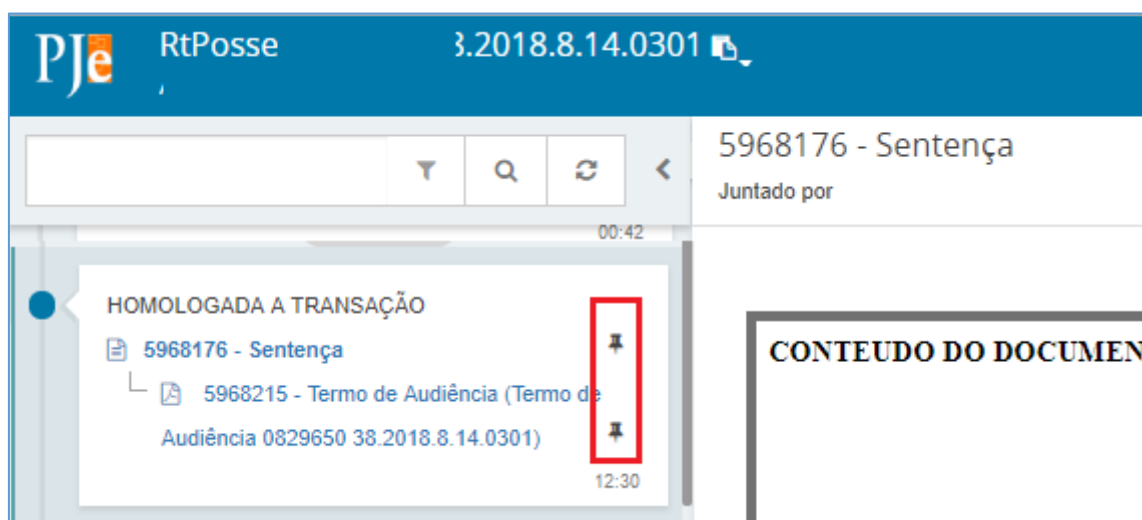 PJe
RtPosse 3.2018.8.14.0301
5968176 - Sentença
Juntado por
00:42
HOMOLOGADA A TRANSAÇÃO
5968176 - Sentença
5968215 - Termo de Audiência (Termo de
Audiência 0829650 38.2018.8.14.0301)
12:30
CONTEUDO DO DOCUMEN